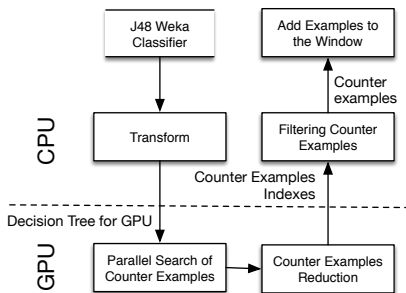 J48 Weka
Classifier
Add Examples to
the Window
Counter
examples
CPU
Transform
Filtering Counter
Examples
Counter Examples
Indexes
Decision Tree for GPU
GPU
Parallel Search of
Counter Examples
Counter Examples
Reduction